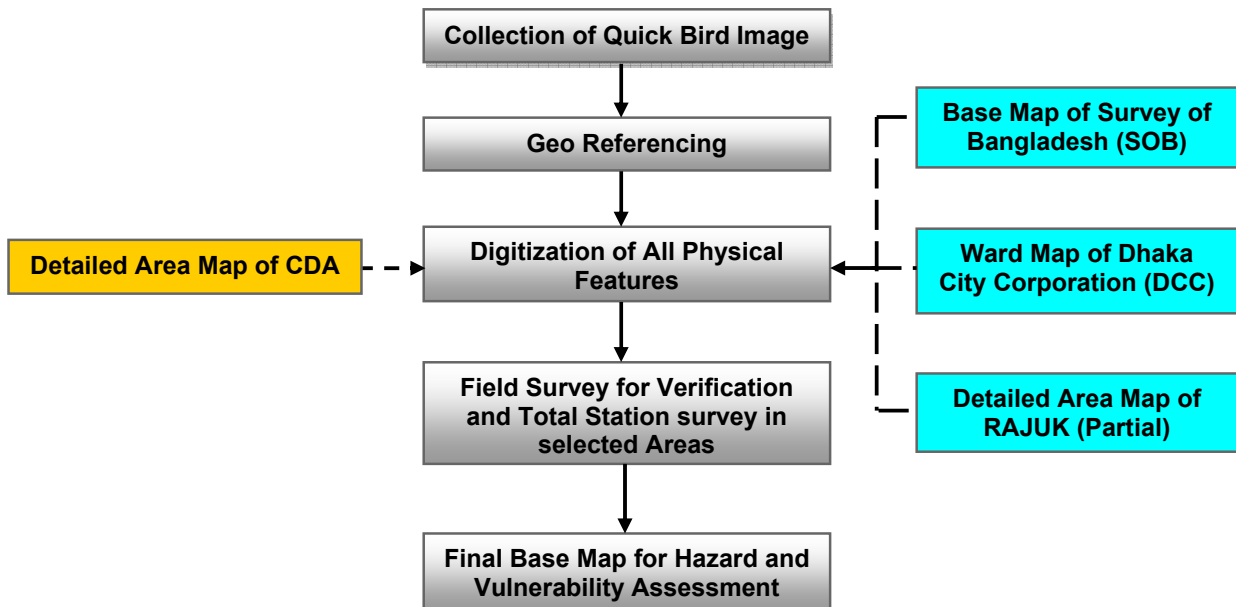 Collection of Quick Bird Image
Geo Referencing
Base Map of Survey of
Bangladesh (SOB)
Detailed Area Map of CDA
Digitization of All Physical
Features
Ward Map of Dhaka
City Corporation (DCC)
Field Survey for Verification
and Total Station survey in
selected Areas
Detailed Area Map of
RAJUK (Partial)
Final Base Map for Hazard and
Vulnerability Assessment